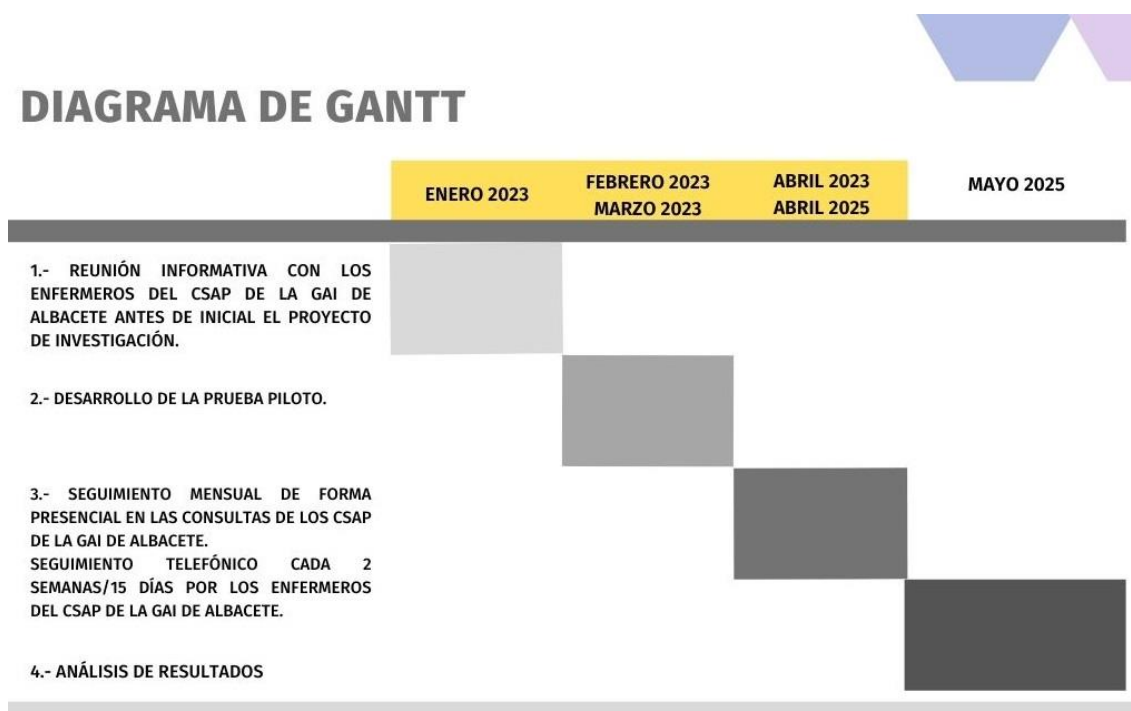 DIAGRAMA DE GANTT
ENERO 2023
FEBRERO 2023
MARZO 2023
ABRIL 2023
ABRIL 2025
MAYO 2025
1.- REUNIÓN INFORMATIVA CON LOS
ENFERMEROS DEL CSAP DE LA GAI DE
ALBACETE ANTES DE INICIAL EL PROYECTO
DE INVESTIGACIÓN.
2.- DESARROLLO DE LA PRUEBA PILOTO.
3.- SEGUIMIENTO MENSUAL DE FORMA
PRESENCIAL EN LAS CONSULTAS DE LOS CSAP
DE LA GAI DE ALBACETE.
SEGUIMIENTO TELEFÓNICO CADA 2
SEMANAS/15 DÍAS POR LOS ENFERMEROS
DEL CSAP DE LA GAI DE ALBACETE.
4.- ANÁLISIS DE RESULTADOS